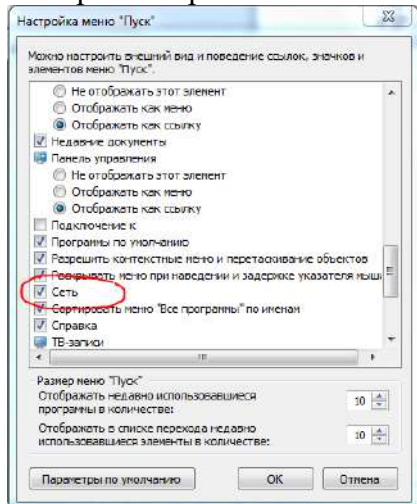 Настройка меню "Пуск"
Можно настроить внешний вид и поведение ссылок, значков и
элементов меню "Пуск".
Не отображать этот элемент
Отображать как меню
Отображать как ссылку
Недавние документы
Панель управления
Не отображать этот элемент
Отображать как меню
Отображать как ссылку
Подключение к
Программы по умолчанию
Разрешить контекстные меню и перетаскивание объектов
Раскрывать меню при наведении и задержке указателя мыши
Сеть
Сортировать меню "Все программы" по именам
Справка
ТВ-записи
Размер меню "Пуск"
Отображать недавно использовавшиеся
программы в количестве:
10
Отображать в списке перехода недавно
использовавшиеся элементы в количестве:
10
Параметры по умолчанию
OK
Отмена